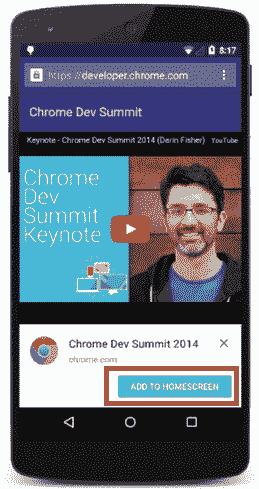 8:17
https://developer.chrome.com
Chrome Dev Summit
Keynote - Chrome Dev Summit 2014 (Darin Fisher) YouTube
Chrome
Dev
Summit
Keynote
Chrome Dev Summit 2014
chrome.com
ADD TO HOMESCREEN